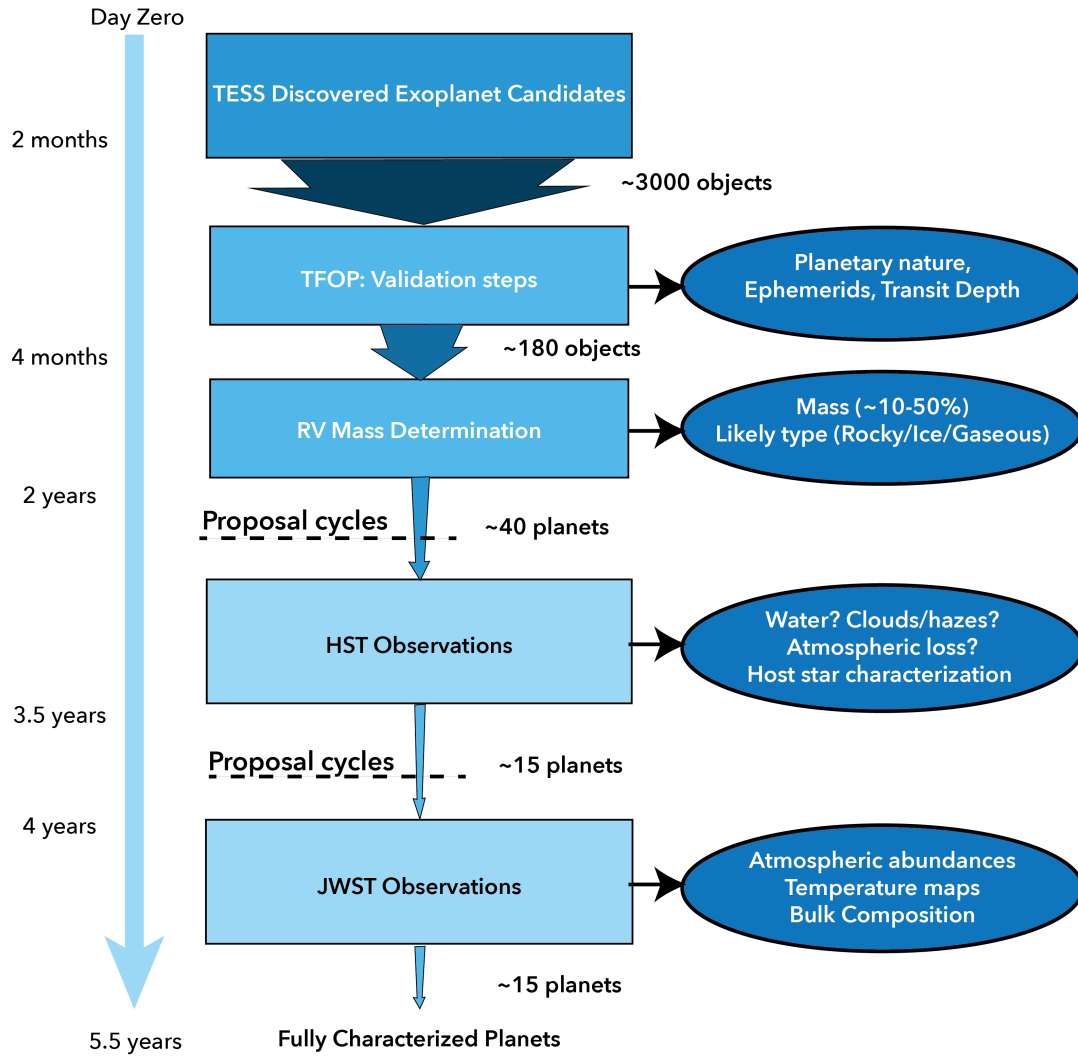 Day Zero
TESS Discovered Exoplanet Candidates
2 months
~3000 objects
TFOP: Validation steps
Planetary nature,
Ephemerids, Transit Depth
~180 objects
4 months
RV Mass Determination
Mass (~10-50%)
Likely type (Rocky/Ice/Gaseous)
2 years
Proposal cycles
~40 planets
HST Observations
Water? Clouds/hazes?
Atmospheric loss?
Host star characterization
3.5 years
Proposal cycles
~15 planets
4 years
JWST Observations
Atmospheric abundances
Temperature maps
Bulk Composition
~15 planets
5.5 years
Fully Characterized Planets